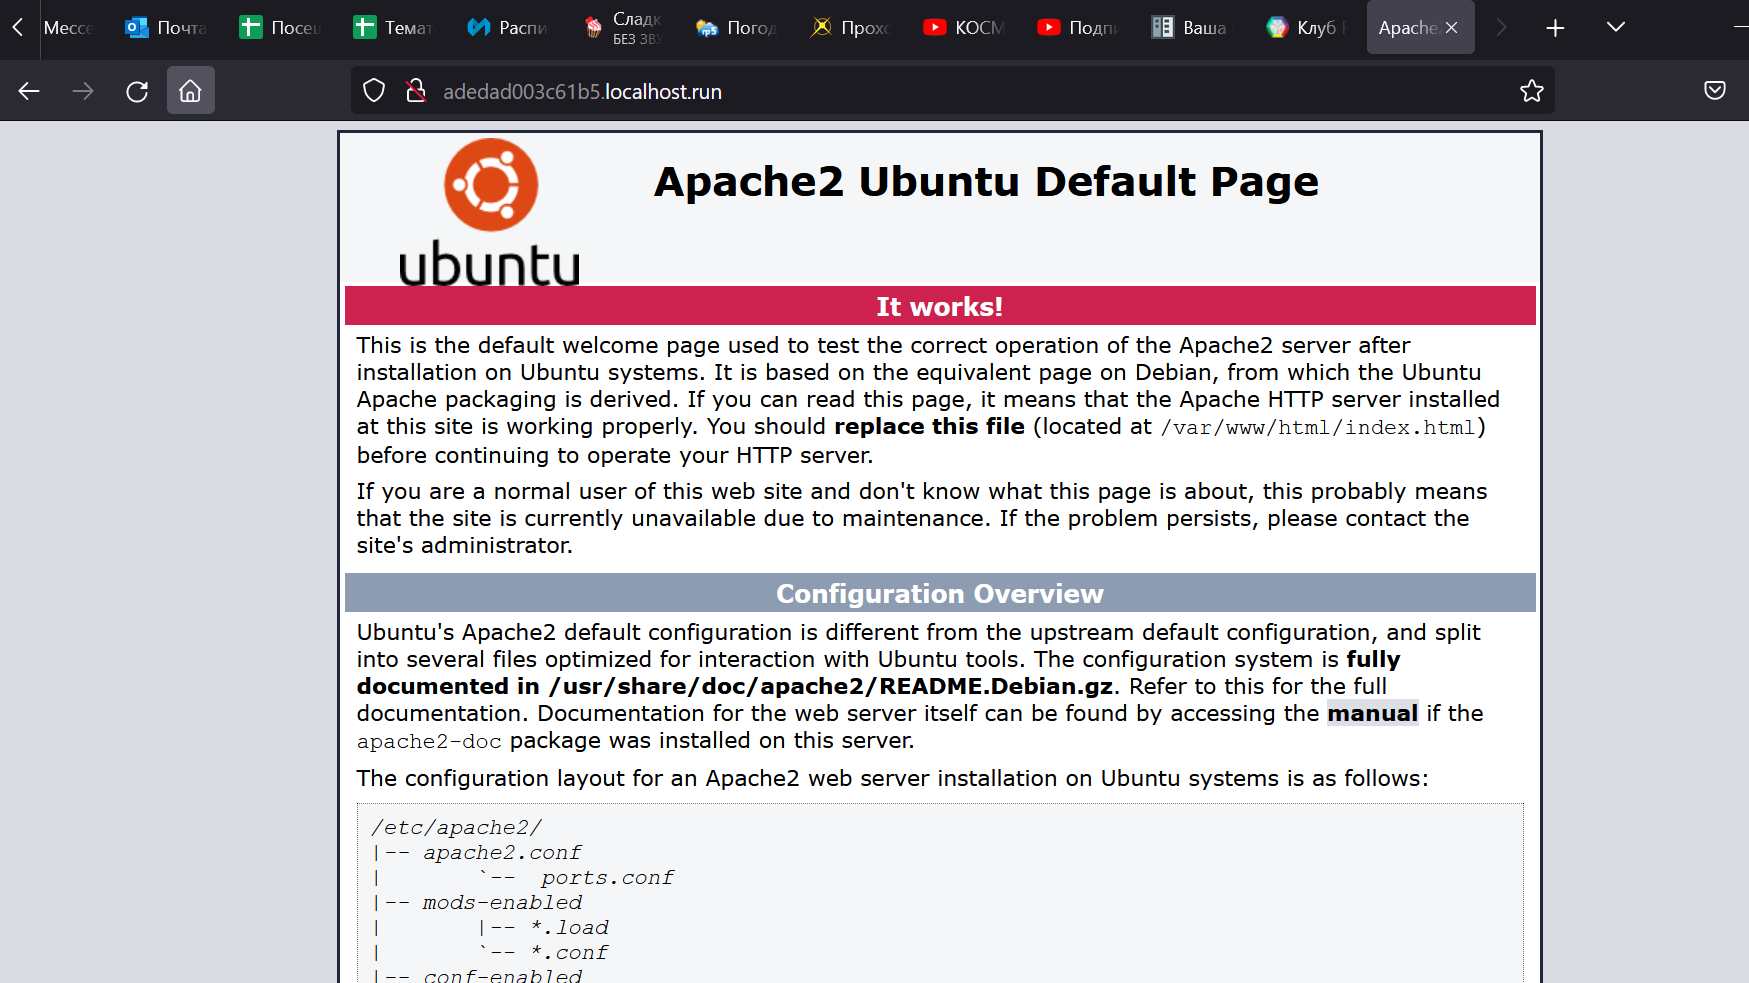 Мессе
Почта
Посещ
Темат
Распи
Сладк
БЕЗ ЗВУ
Погод
Прохо
КОСМ
Подпи
Ваша
Клуб
Apache2
adedad003c61b5.localhost.run
ubuntu
Apache2 Ubuntu Default Page
It works!
This is the default welcome page used to test the correct operation of the Apache2 server after
installation on Ubuntu systems. It is based on the equivalent page on Debian, from which the Ubuntu
Apache packaging is derived. If you can read this page, it means that the Apache HTTP server installed
at this site is working properly. You should replace this file (located at /var/www/html/index.html)
before continuing to operate your HTTP server.
If you are a normal user of this web site and don't know what this page is about, this probably means
that the site is currently unavailable due to maintenance. If the problem persists, please contact the
site's administrator.
Configuration Overview
Ubuntu's Apache2 default configuration is different from the upstream default configuration, and split
into several files optimized for interaction with Ubuntu tools. The configuration system is fully
documented in /usr/share/doc/apache2/README.Debian.gz. Refer to this for the full
documentation. Documentation for the web server itself can be found by accessing the manual if the
apache2-doc package was installed on this server.
The configuration layout for an Apache2 web server installation on Ubuntu systems is as follows:
/etc/apache2/
|-- apache2.conf
|       `--  ports.conf
|-- mods-enabled
|       |-- *.load
|       `-- *.conf
|-- conf-enabled